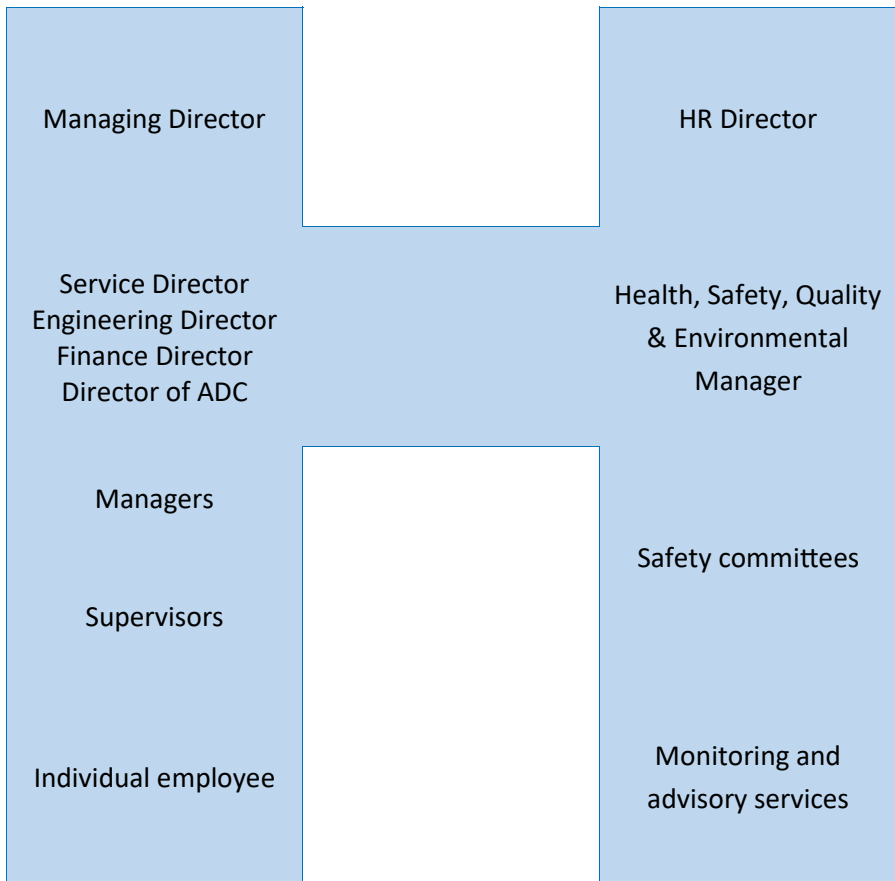 Managing Director
HR Director
Service Director
Engineering Director
Finance Director
Director of ADC
Health, Safety, Quality
& Environmental
Manager
Managers
Safety committees
Supervisors
Individual employee
Monitoring and
advisory services